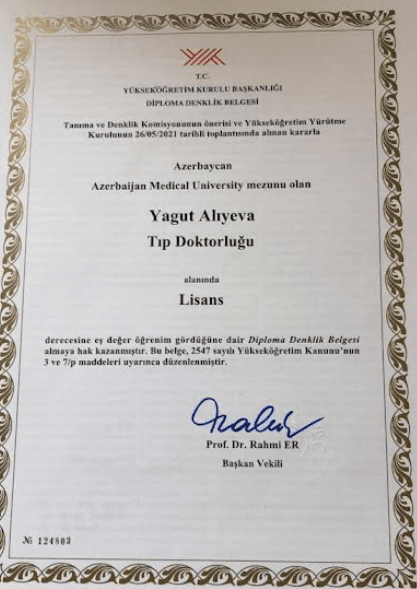 YÖK
T.C.
YÜKSEKÖĞRETİM KURULU BAŞKANLIĞI
DİPLOMA DENKLİK BELGESİ
Tanıma ve Denklik Komisyonunun önerisi ve Yükseköğretim Yürütme
Kurulunun 26/05/2021 tarihli toplantısında alınan kararla
Azerbaycan
Azerbaijan Medical University mezunu olan
Yagut Alıyeva
Tıp Doktorluğu
alanında
Lisans
derecesine eş değer öğrenim gördüğüne dair Diploma Denklik Belgesi
almaya hak kazanmıştır. Bu belge, 2547 sayılı Yükseköğretim Kanunu'nun
3 ve 7/p maddeleri uyarınca düzenlenmiştir.
Prof. Dr. Rahmi ER
Başkan Vekili
№ 124803